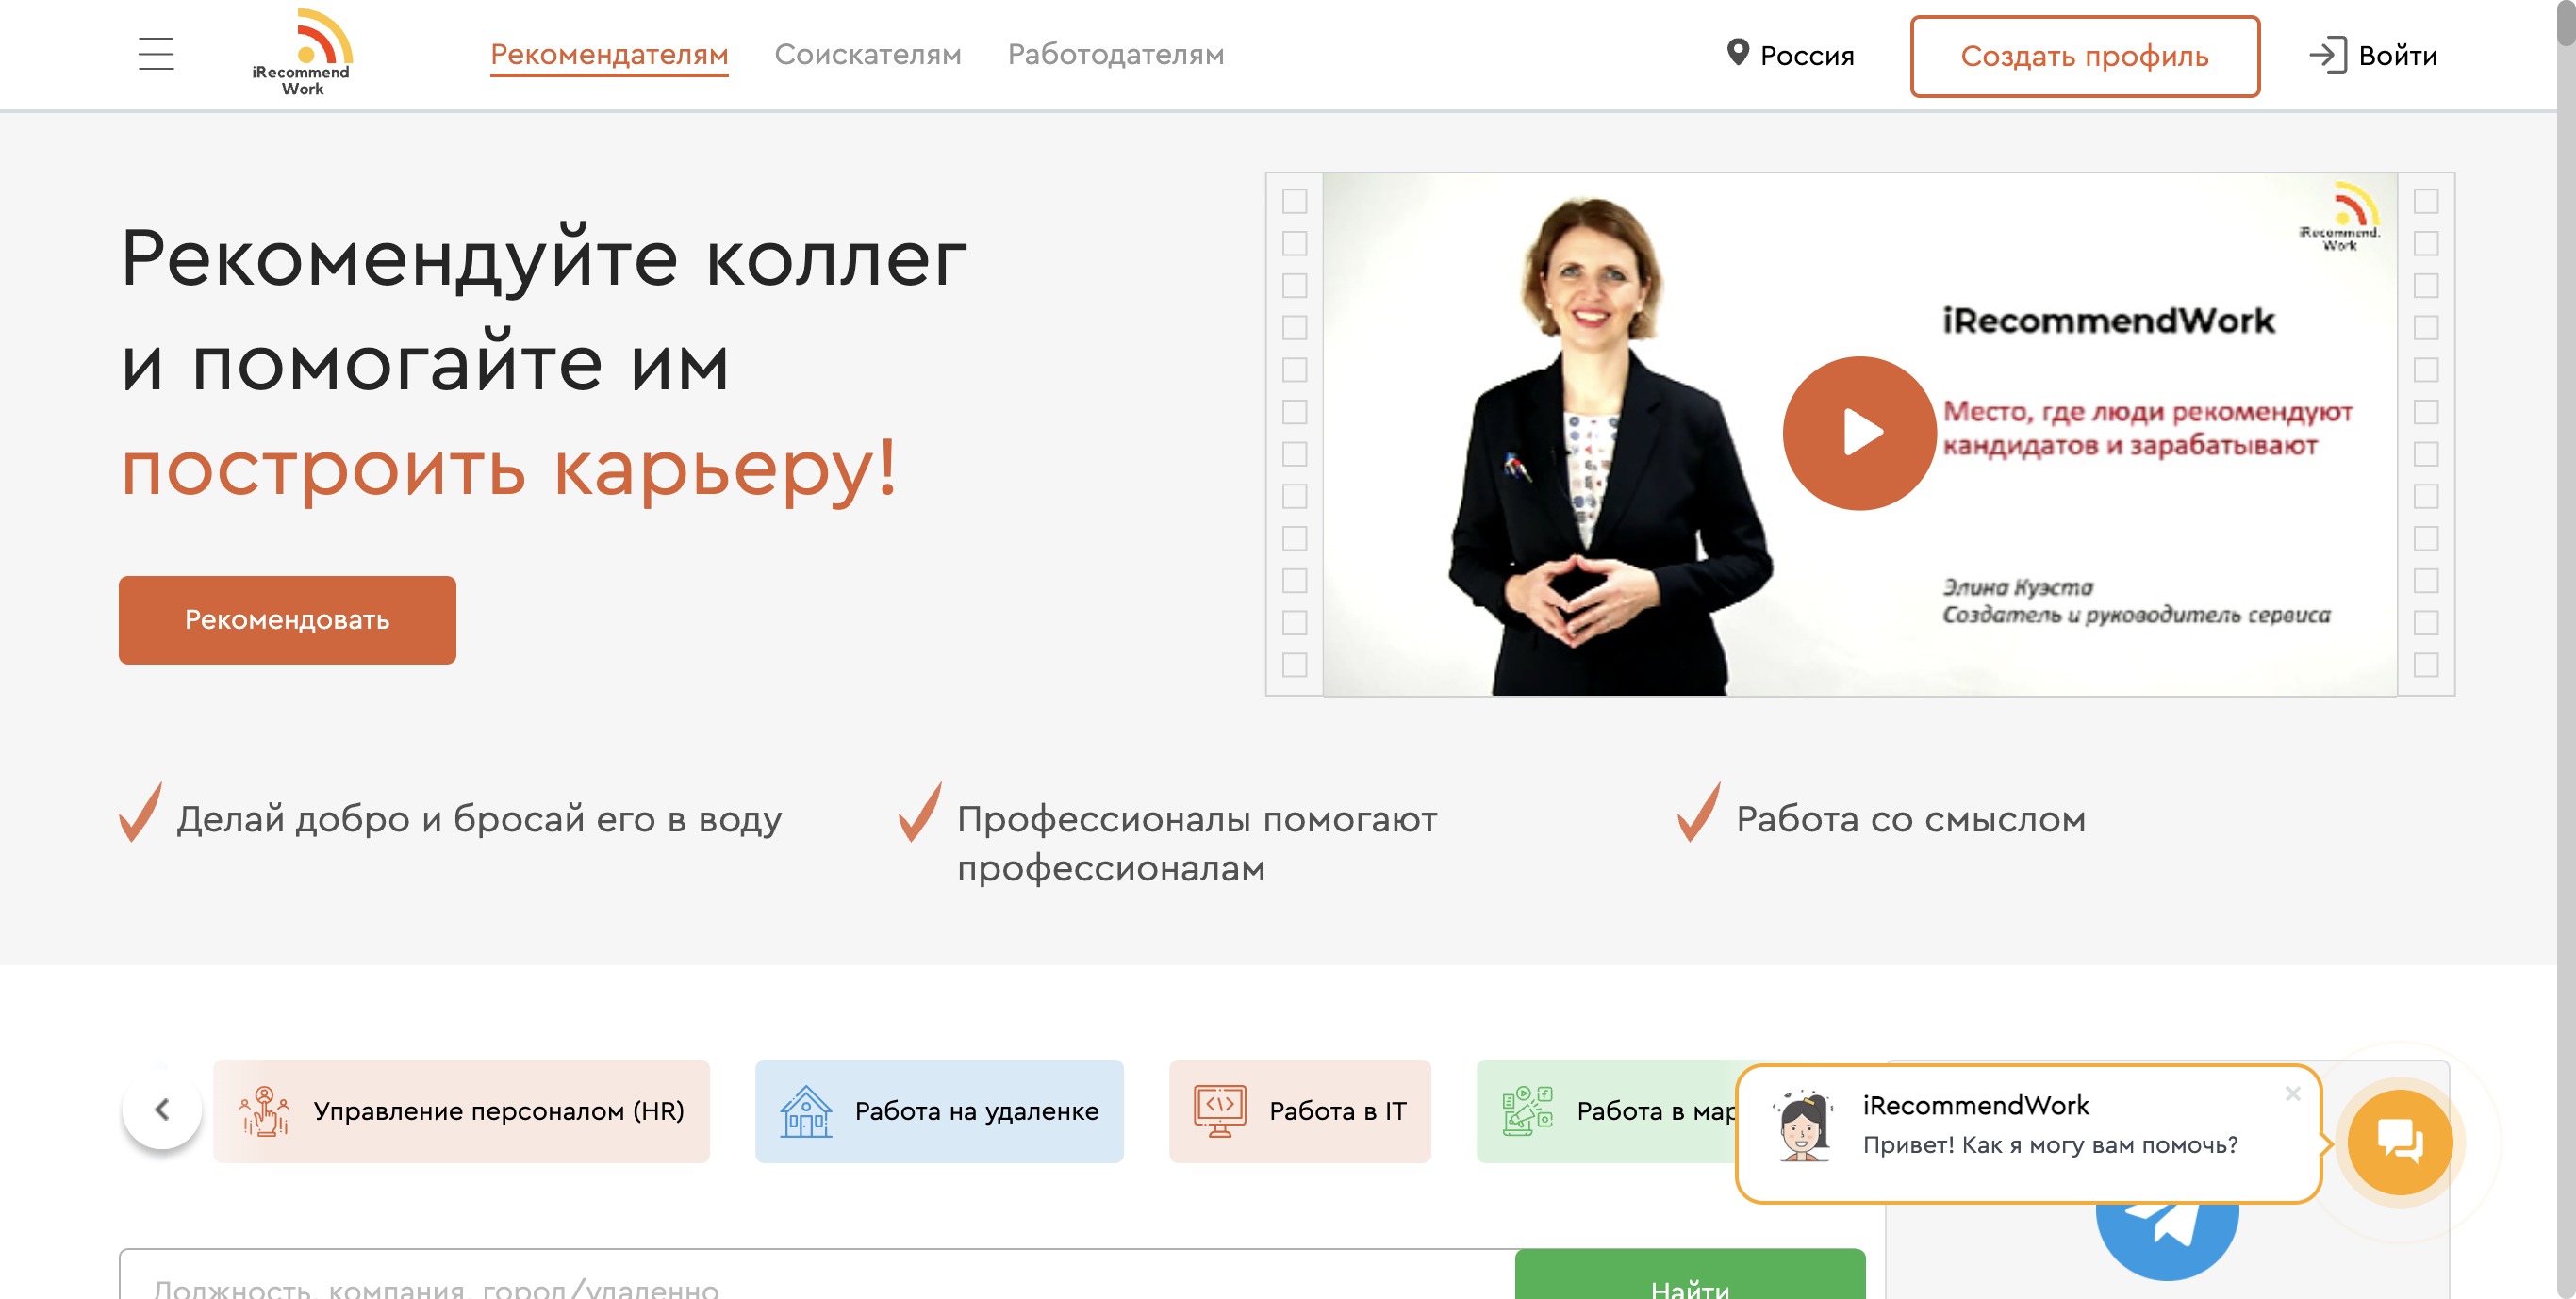 iRecommend
Work
Рекомендателям
Соискателям
Работодателям
Россия
Создать профиль
Войти
Рекомендуйте коллег
и помогайте им
построить карьеру!
Рекомендовать
iRecommend.
Work
iRecommendWork
Место, где люди рекомендуют
кандидатов и зарабатывают
Элина Куэста
Создатель и руководитель сервиса
Делай добро и бросай его в воду
Профессионалы помогают
профессионалам
Работа со смыслом
Управление персоналом (HR)
Работа на удаленке
Работа в IT
Работа в мар
iRecommendWork
Привет! Как я могу вам помочь?
Должность, компания, город/удаленно
Найти